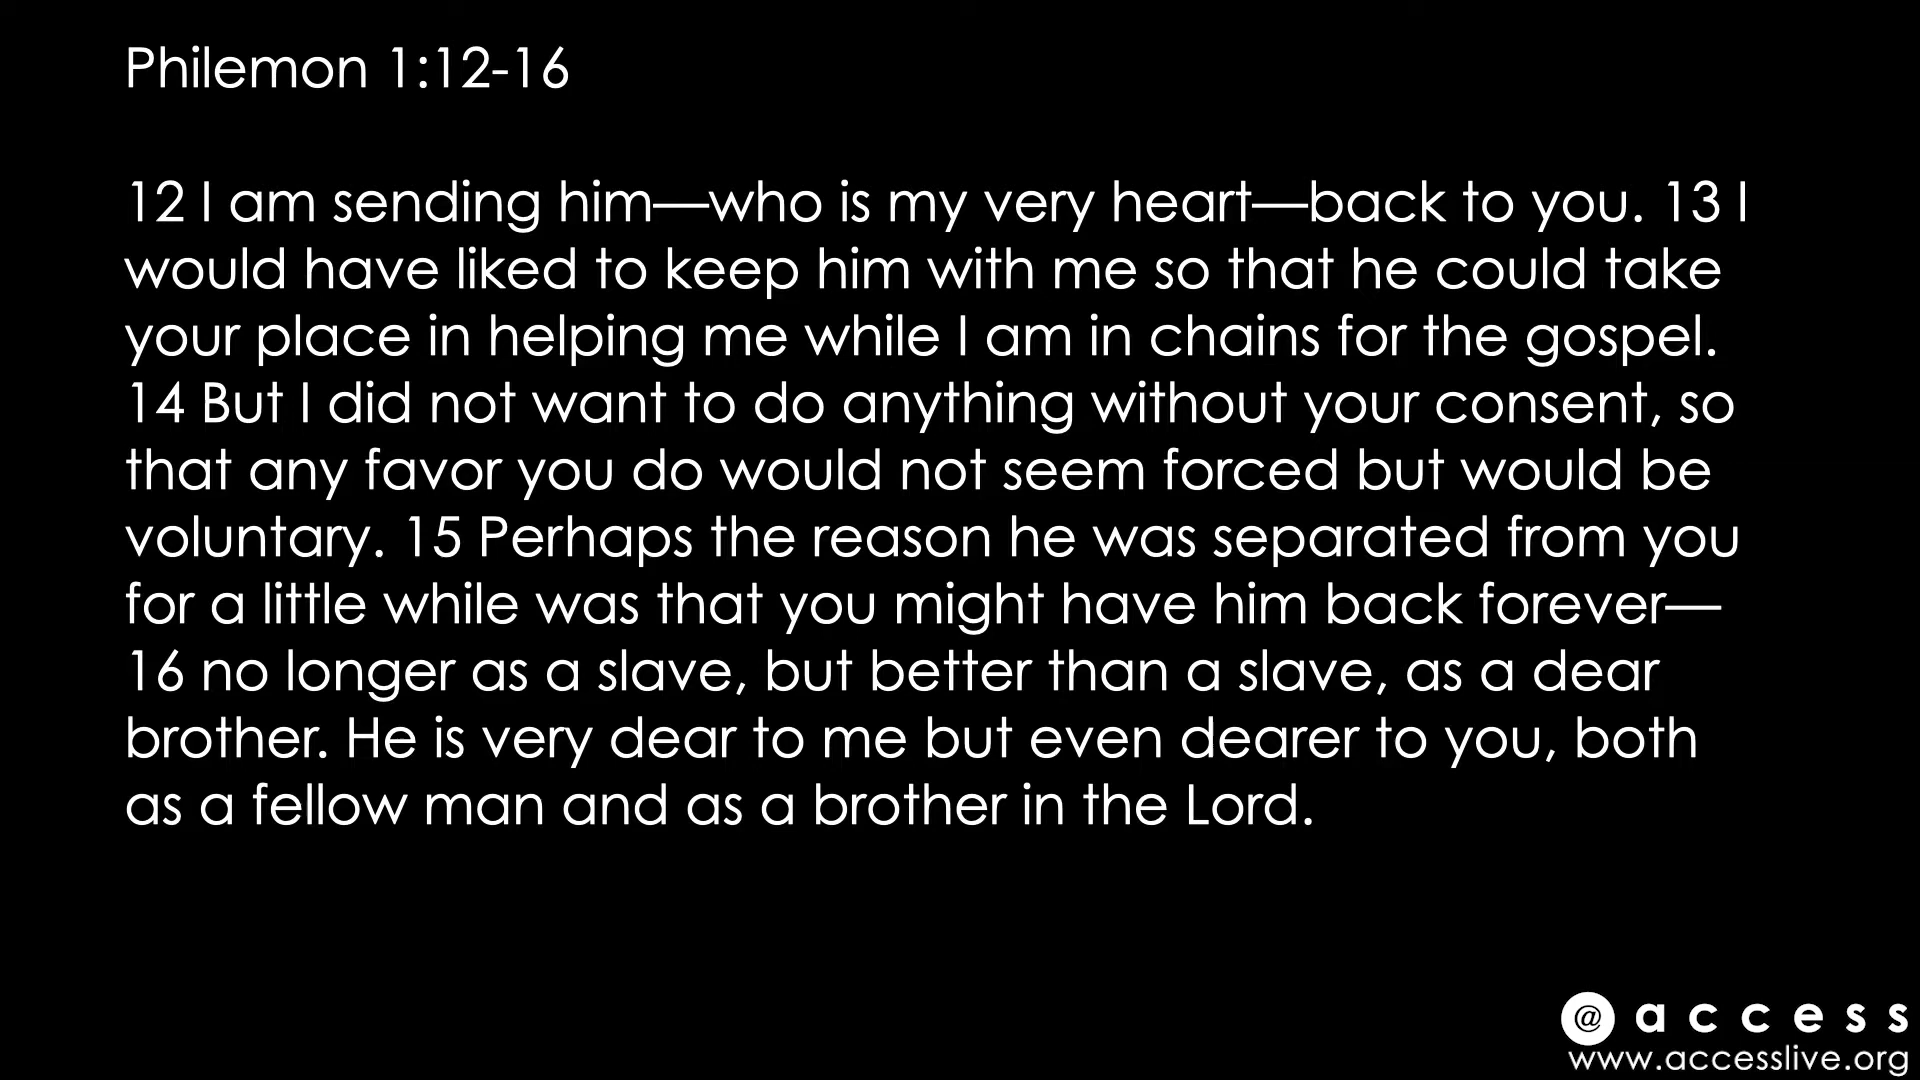 Philemon 1:12-16
12 I am sending him—who is my very heart—back to you. 13 I
would have liked to keep him with me so that he could take
your place in helping me while I am in chains for the gospel.
14 But I did not want to do anything without your consent, so
that any favor you do would not seem forced but would be
voluntary. 15 Perhaps the reason he was separated from you
for a little while was that you might have him back forever—
16 no longer as a slave, but better than a slave, as a dear
brother. He is very dear to me but even dearer to you, both
as a fellow man and as a brother in the Lord.
@ access
www.accesslive.org